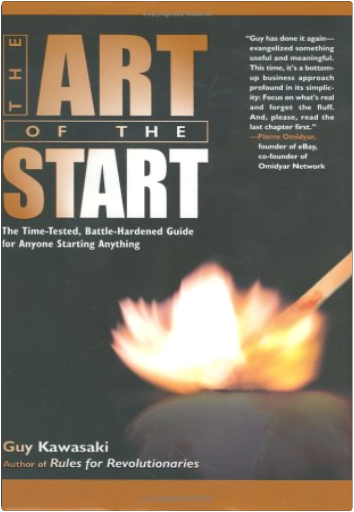 THE
ART
OF THE
START
The Time-Tested, Battle-Hardened Guide
for Anyone Starting Anything
"Guy has done it again—
evangelized something
useful and meaningful.
This time, it's a bottom-
up business approach
profound in its simplic-
ity: Focus on what's real
and forget the fluff.
And, please, read the
last chapter first."
—Pierre Omidyar,
founder of eBay,
co-founder of
Omidyar Network
Guy Kawasaki
Author of Rules for Revolutionaries